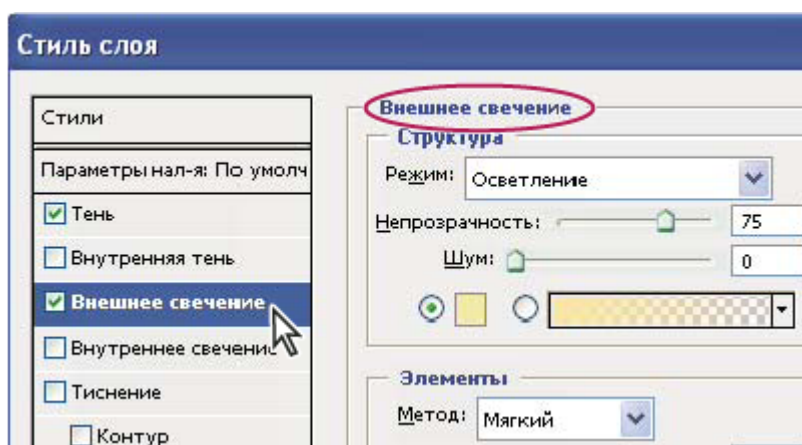 Стиль слоя
Стили
Параметры нал-я: По умолч
Тень
Внутренняя тень
Внешнее свечение
Внутреннее свечение
Тиснение
Контур
Внешнее свечение
Структура
Режим: Осветление
Непрозрачность: 75
Шум: 0
Элементы
Метод: Мягкий